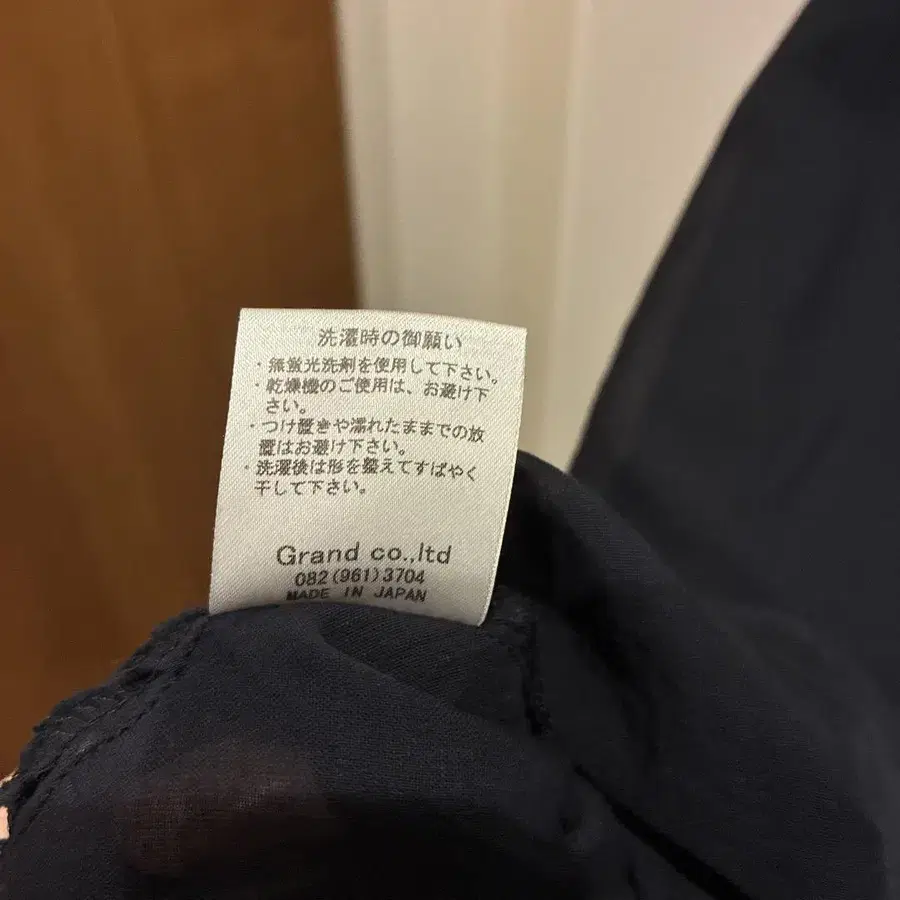 洗濯時の御願い
・無蛍光洗剤を使用して下さい。
・乾燥機のご使用は、お避け下
さい。
・つけ置きや濡れたままでの放
置はお避け下さい。
・洗濯後は形を整えてすばやく
干して下さい。
Grand co.,ltd
082(961)3704
MADE IN JAPAN